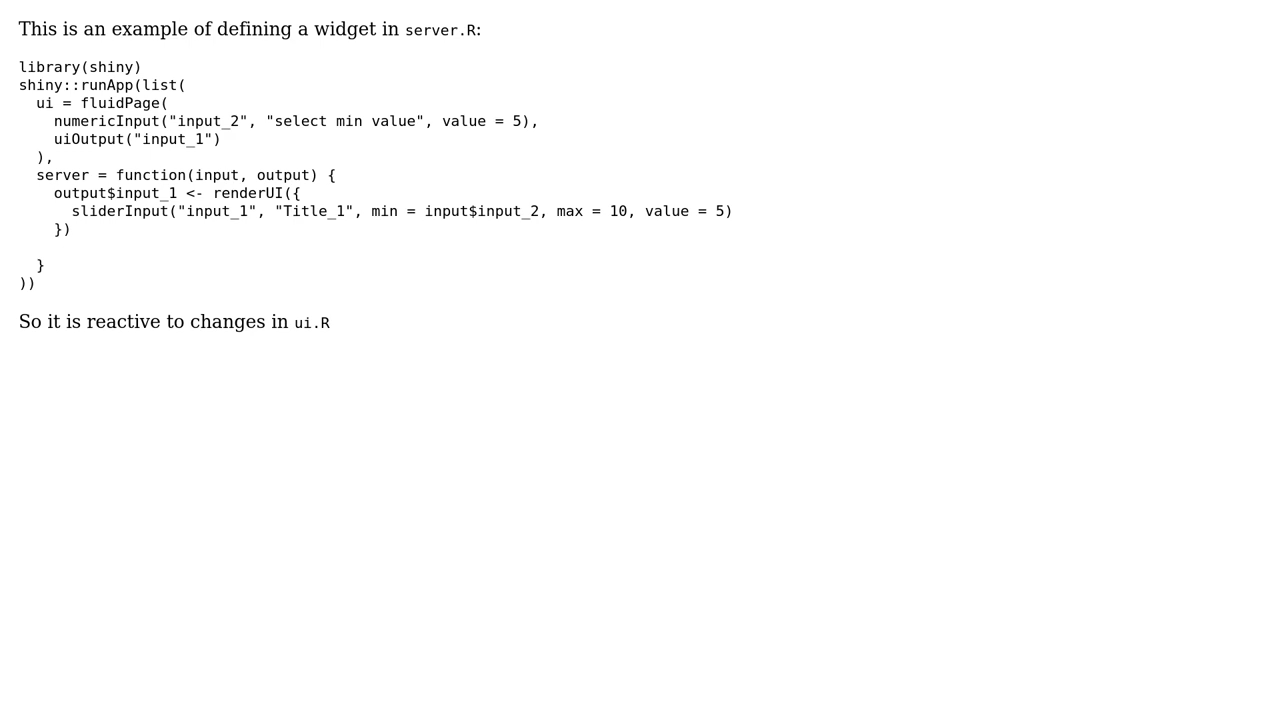 This is an example of defining a widget in server.R:
library(shiny)
shiny::runApp(list(
  ui = fluidPage(
    numericInput("input_2", "select min value", value = 5),
    uiOutput("input_1")
  ),
  server = function(input, output) {
    output$input_1 <- renderUI({
      sliderInput("input_1", "Title_1", min = input$input_2, max = 10, value = 5)
    })

  }
))
So it is reactive to changes in ui.R